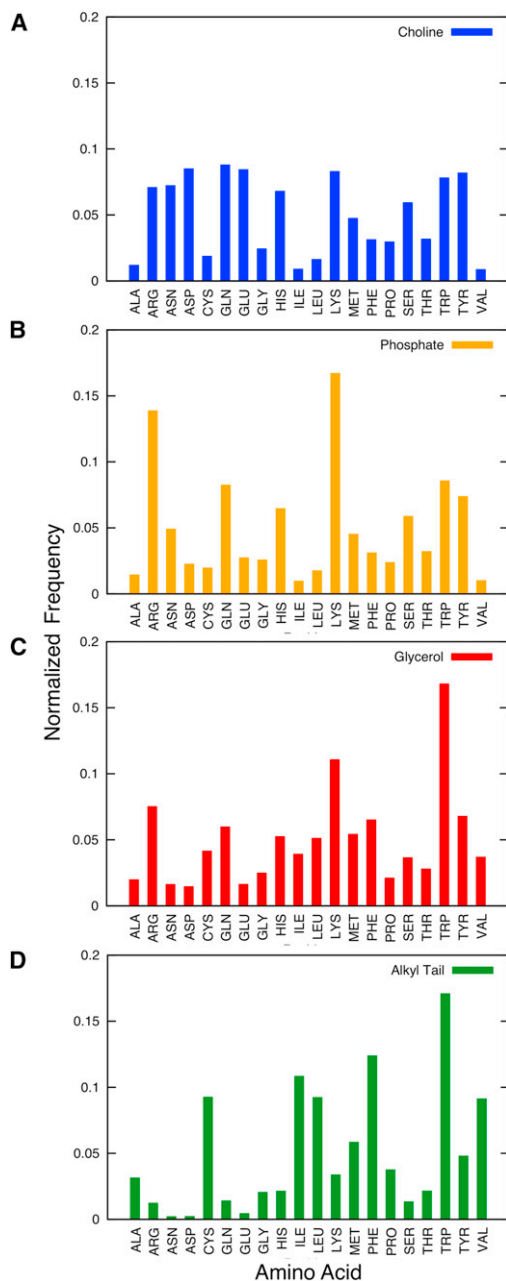 A
0.2
Choline
0.15
0.1
0.05
0
ALA ARG ASN ASP CYS GLN GLU GLY HIS ILE LEU LYS MET PHE PRO SER THR TRP TYR VAL
B
0.2
Phosphate
0.15
0.1
0.05
0
ALA ARG ASN ASP CYS GLN GLU GLY HIS ILE LEU LYS MET PHE PRO SER THR TRP TYR VAL
Normalized Frequency
C
0.2
Glycerol
0.15
0.1
0.05
0
ALA ARG ASN ASP CYS GLN GLU GLY HIS ILE LEU LYS MET PHE PRO SER THR TRP TYR VAL
D
0.2
Alkyl Tail
0.15
0.1
0.05
0
ALA ARG ASN ASP CYS GLN GLU GLY HIS ILE LEU LYS MET PHE PRO SER THR TRP TYR VAL
Amino Acid